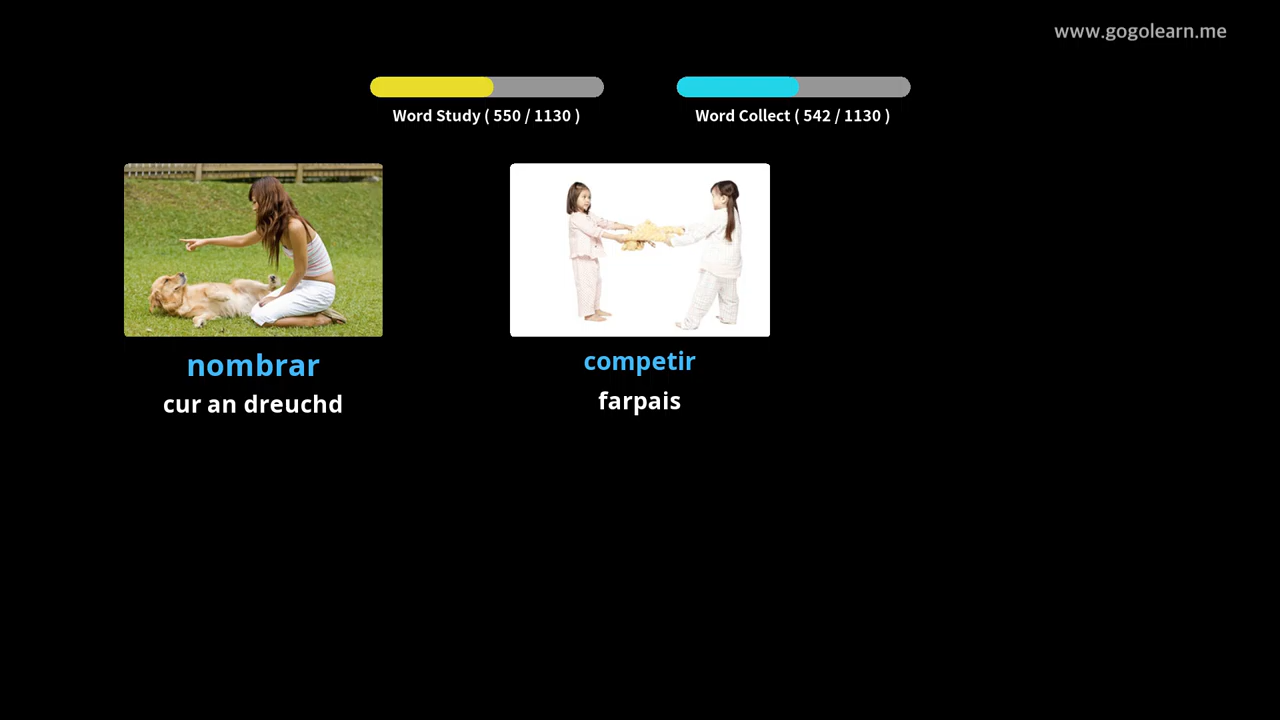 www.gogolearn.me
Word Study ( 550 / 1130 )
Word Collect ( 542 / 1130 )
nombrar
cur an dreuchd
competir
farpais